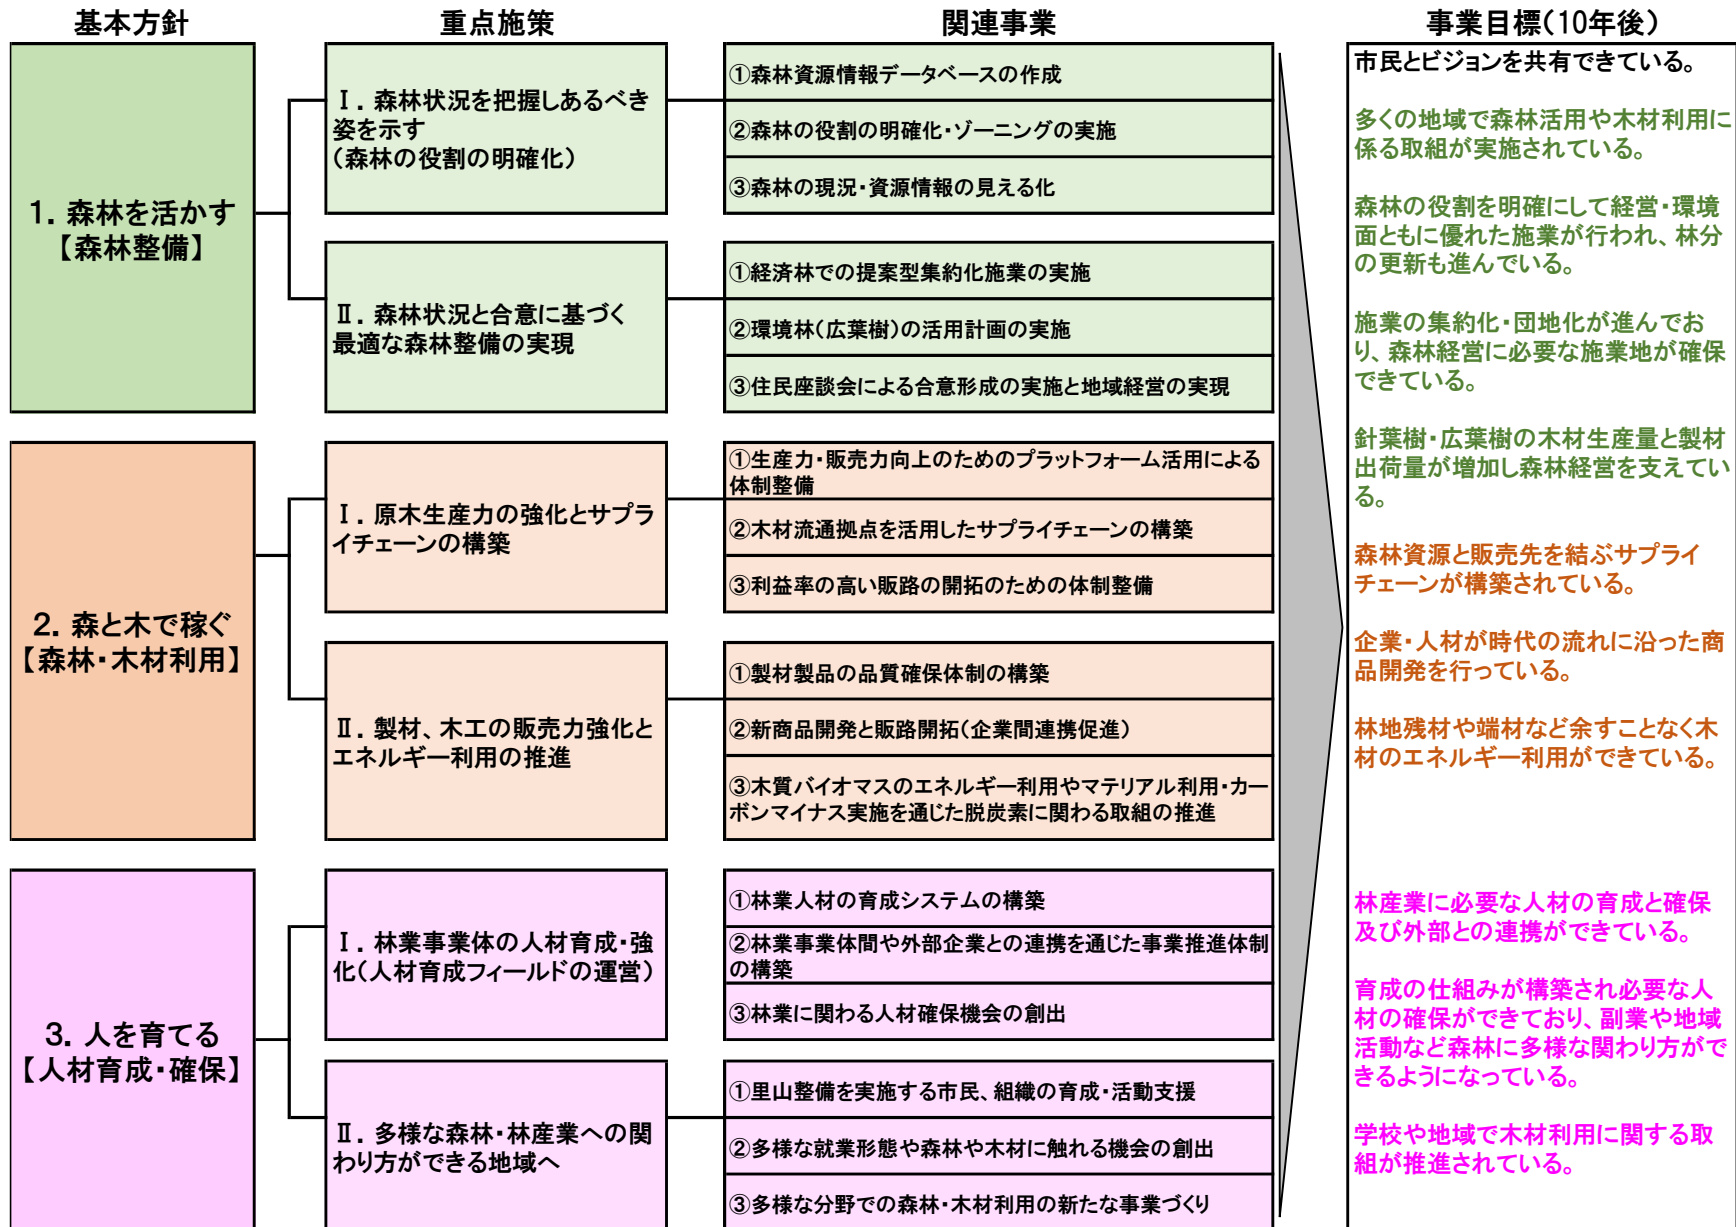 基本方針
重点施策
関連事業
事業目標(10年後)
1. 森林を活かす
【森林整備】
Ⅰ. 森林状況を把握しあるべき
姿を示す
(森林の役割の明確化)
①森林資源情報データベースの作成
②森林の役割の明確化・ゾーニングの実施
③森林の現況・資源情報の見える化
Ⅱ. 森林状況と合意に基づく
最適な森林整備の実現
①経済林での提案型集約化施業の実施
②環境林(広葉樹)の活用計画の実施
③住民座談会による合意形成の実施と地域経営の実現
2. 森と木で稼ぐ
【森林・木材利用】
Ⅰ. 原木生産力の強化とサプラ
イチェーンの構築
①生産力・販売力向上のためのプラットフォーム活用による
体制整備
②木材流通拠点を活用したサプライチェーンの構築
③利益率の高い販路の開拓のための体制整備
Ⅱ. 製材、木工の販売力強化と
エネルギー利用の推進
①製材製品の品質確保体制の構築
②新商品開発と販路開拓(企業間連携促進)
③木質バイオマスのエネルギー利用やマテリアル利用・カー
ボンマイナス実施を通じた脱炭素に関わる取組の推進
3. 人を育てる
【人材育成・確保】
Ⅰ. 林業事業体の人材育成・強
化(人材育成フィールドの運営)
①林業人材の育成システムの構築
②林業事業体間や外部企業との連携を通じた事業推進体制
の構築
③林業に関わる人材確保機会の創出
Ⅱ. 多様な森林・林産業への関
わり方ができる地域へ
①里山整備を実施する市民、組織の育成・活動支援
②多様な就業形態や森林や木材に触れる機会の創出
③多様な分野での森林・木材利用の新たな事業づくり
市民とビジョンを共有できている。
多くの地域で森林活用や木材利用に
係る取組が実施されている。
森林の役割を明確にして経営・環境
面ともに優れた施業が行われ、林分
の更新も進んでいる。
施業の集約化・団地化が進んでお
り、森林経営に必要な施業地が確保
できている。
針葉樹・広葉樹の木材生産量と製材
出荷量が増加し森林経営を支えてい
る。
森林資源と販売先を結ぶサプライ
チェーンが構築されている。
企業・人材が時代の流れに沿った商
品開発を行っている。
林地残材や端材など余すことなく木
材のエネルギー利用ができている。
林産業に必要な人材の育成と確保
及び外部との連携ができている。
育成の仕組みが構築され必要な人
材の確保ができており、副業や地域
活動など森林に多様な関わり方がで
きるようになっている。
学校や地域で木材利用に関する取
組が推進されている。